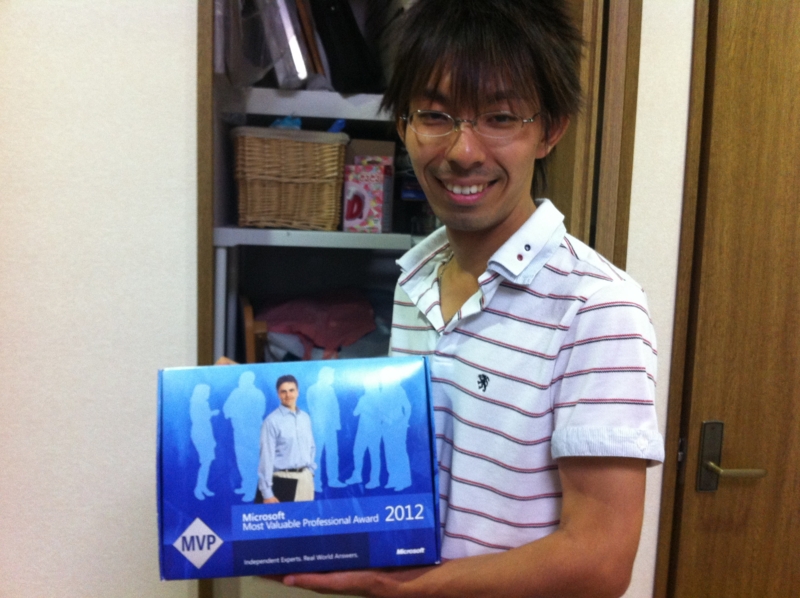 Microsoft
Most Valuable Professional Award 2012
MVP
Independent Experts. Real World Answers.
Microsoft